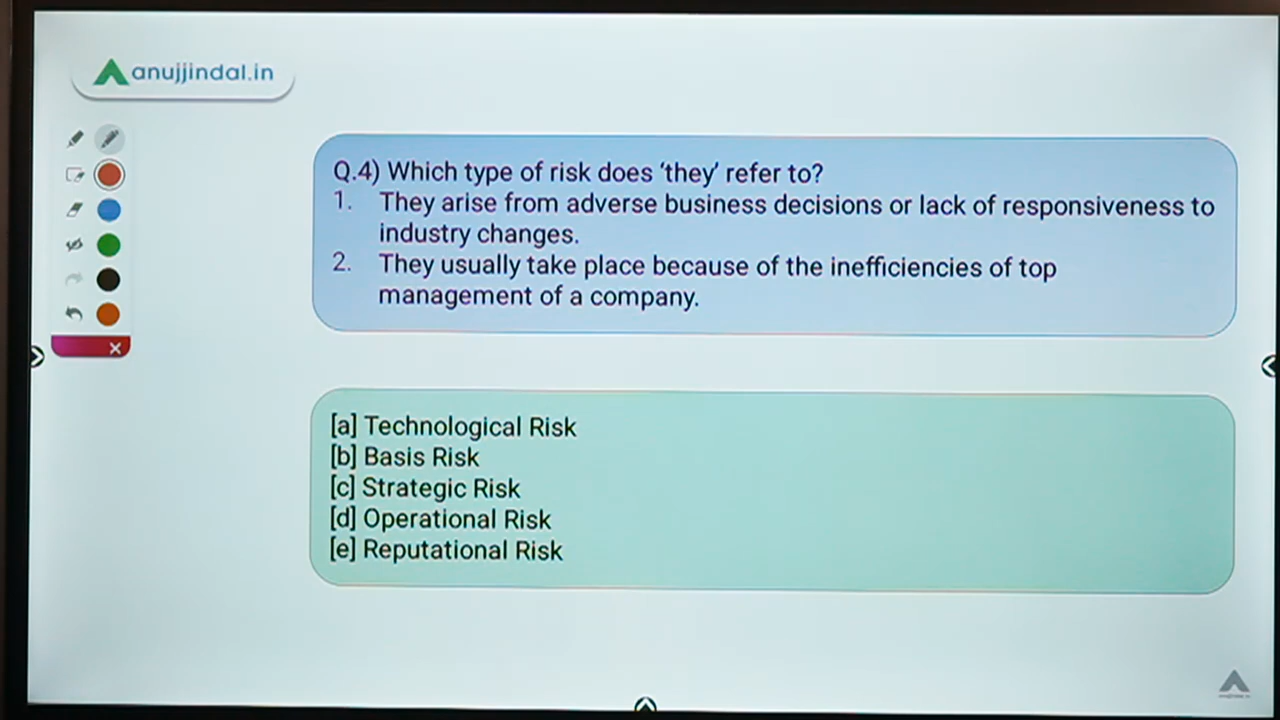 anujjindal.in
Q.4) Which type of risk does ‘they’ refer to?
1. They arise from adverse business decisions or lack of responsiveness to
industry changes.
2. They usually take place because of the inefficiencies of top
management of a company.
[a] Technological Risk
[b] Basis Risk
[c] Strategic Risk
[d] Operational Risk
[e] Reputational Risk